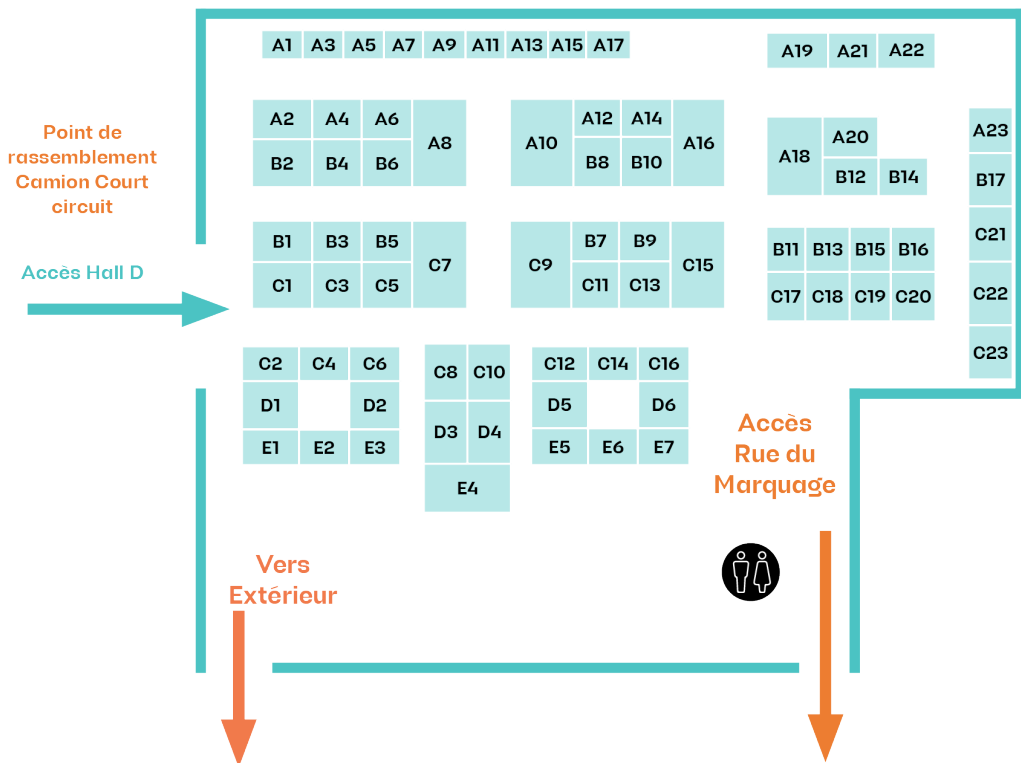 A1 A3 A5 A7 A9 A11 A13 A15 A17
A19 A21 A22
A2 A4 A6 A8
B2 B4 B6
A10 A12 A14 A16
B8 B10
A18 A20
B12 B14
A23
B17
C21
C22
C23
Point de
rassemblement
Camion Court
circuit
Accès Hall D
B1 B3 B5 C7
C1 C3 C5
C9 B7 B9 C15
C11 C13
B11 B13 B15 B16
C17 C18 C19 C20
C2 C4 C6
D1 D2
E1 E2 E3
C8 C10
D3 D4
E4
C12 C14 C16
D5 D6
E5 E6 E7
Accès
Rue du
Marquage
Vers
Extérieur